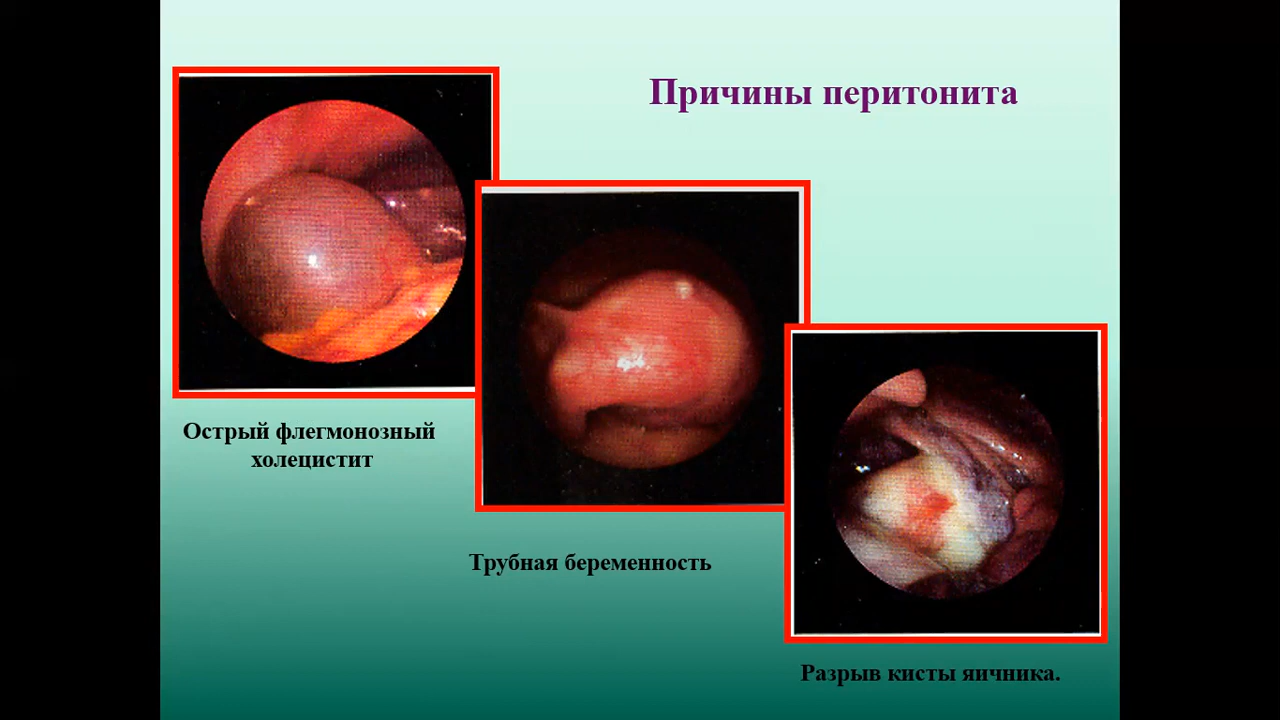 Причины перитонита
Острый флегмонозный
холецистит
Трубная беременность
Разрыв кисты яичника.